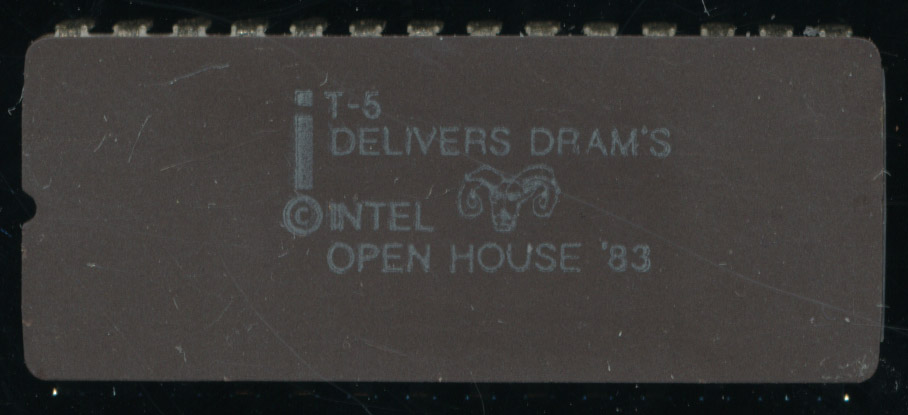 i T-5
DELIVERS DRAM'S
© INTEL
OPEN HOUSE '83